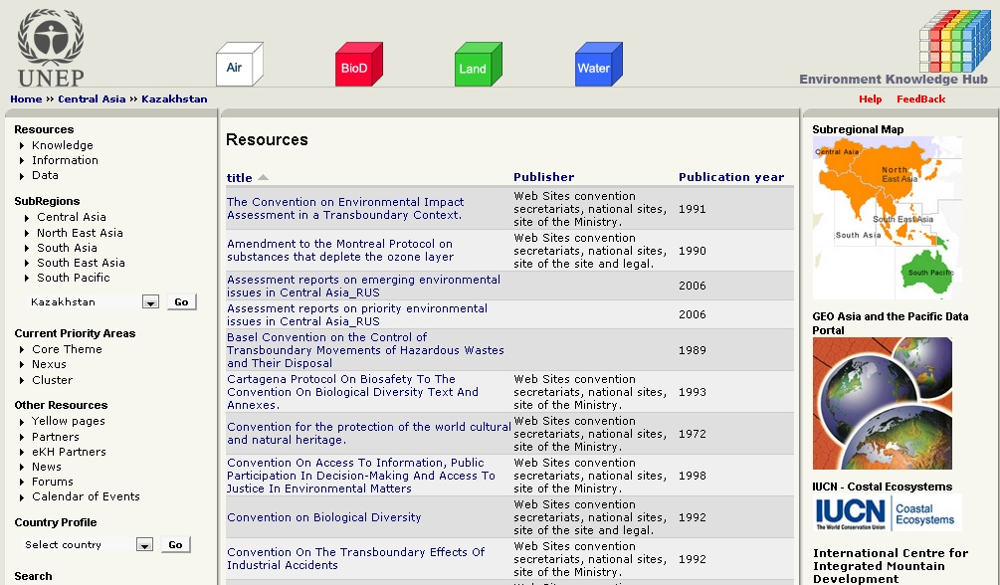 UNEP
Air
BioD
Land
Water
Environment Knowledge Hub
Home ›› Central Asia ›› Kazakhstan
Help FeedBack
Resources
Knowledge
Information
Data
SubRegions
Central Asia
North East Asia
South Asia
South East Asia
South Pacific
Kazakhstan Go
Current Priority Areas
Core Theme
Nexus
Cluster
Other Resources
Yellow pages
Partners
eKH Partners
News
Forums
Calendar of Events
Country Profile
Select country Go
Search
Resources
title Publisher Publication year
The Convention on Environmental Impact
Assessment in a Transboundary Context.
Web Sites convention
secretariats, national sites,
site of the Ministry.
1991
Amendment to the Montreal Protocol on
substances that deplete the ozone layer
Web Sites convention
secretariats, national sites,
site of the site and legal.
1990
Assessment reports on emerging environmental
issues in Central Asia_RUS
2006
Assessment reports on priority environmental
issues in Central Asia_RUS
2006
Basel Convention on the Control of
Transboundary Movements of Hazardous Wastes
and Their Disposal
1989
Cartagena Protocol On Biosafety To The
Convention On Biological Diversity Text And
Annexes.
Web Sites convention
secretariats, national sites,
site of the Ministry.
1993
Convention for the protection of the world cultural
and natural heritage.
Web Sites convention
secretariats, national sites,
site of the Ministry.
1972
Convention On Access To Information, Public
Participation In Decision-Making And Access To
Justice In Environmental Matters
Web Sites convention
secretariats, national sites,
site of the Ministry.
1998
Convention on Biological Diversity
Web Sites convention
secretariats, national sites,
site of the site and legal.
1992
Convention On The Transboundary Effects Of
Industrial Accidents
Web Sites convention
secretariats, national sites,
site of the Ministry.
1992
Subregional Map
Central Asia
North
East Asia
South East Asia
South Asia
South Pacific
GEO Asia and the Pacific Data
Portal
IUCN - Costal Ecosystems
IUCN
The World Conservation Union
Coastal
Ecosystems
International Centre for
Integrated Mountain
Development